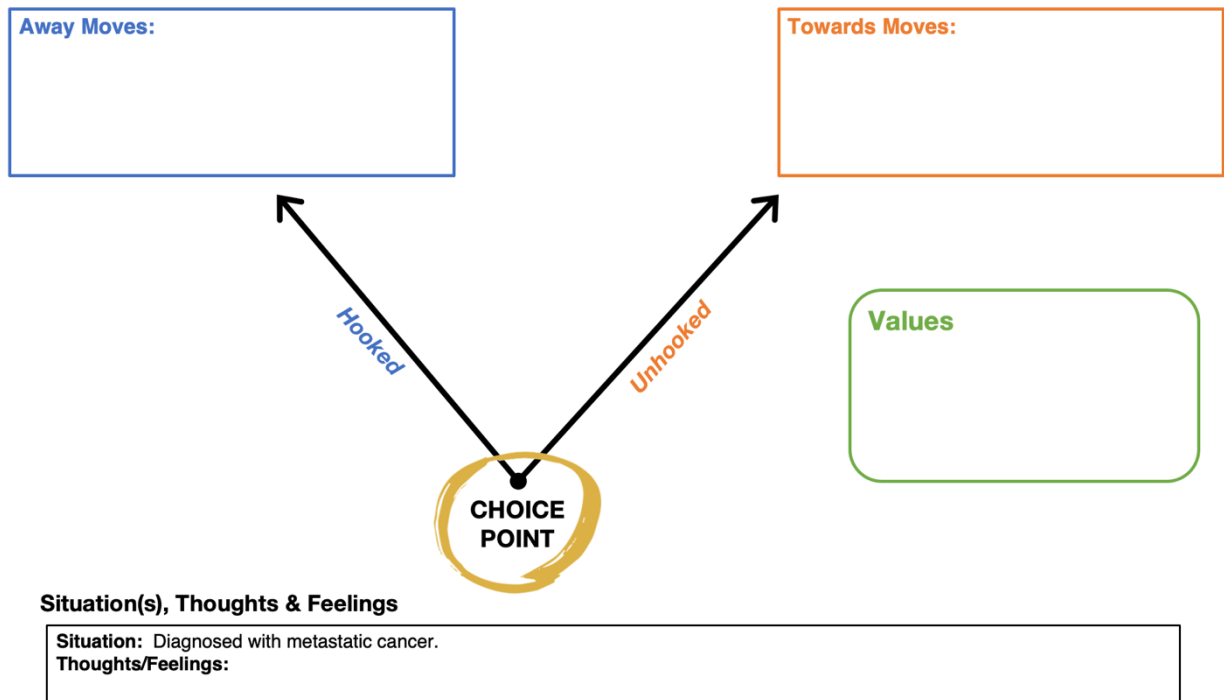 Away Moves:
Towards Moves:
Hooked
Unhooked
Values
CHOICE
POINT
Situation(s), Thoughts & Feelings
Situation: Diagnosed with metastatic cancer.
Thoughts/Feelings: